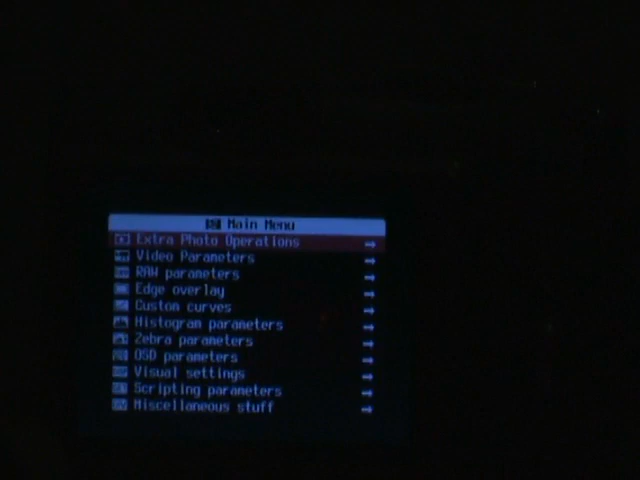 Main Menu
Extra Photo Operations
Video Parameters
RAW parameters
Edge overlay
Custom curves
Histogram parameters
Zebra parameters
OSD parameters
Visual settings
Scripting parameters
Miscellaneous stuff